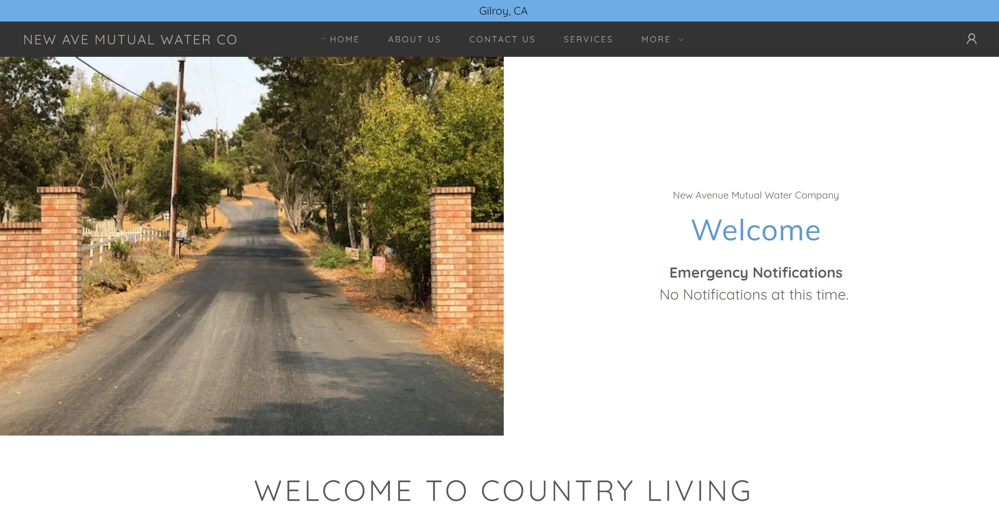 Gilroy, CA
NEW AVE MUTUAL WATER CO
HOME
ABOUT US
CONTACT US
SERVICES
MORE
New Avenue Mutual Water Company
Welcome
Emergency Notifications
No Notifications at this time.
WELCOME TO COUNTRY LIVING